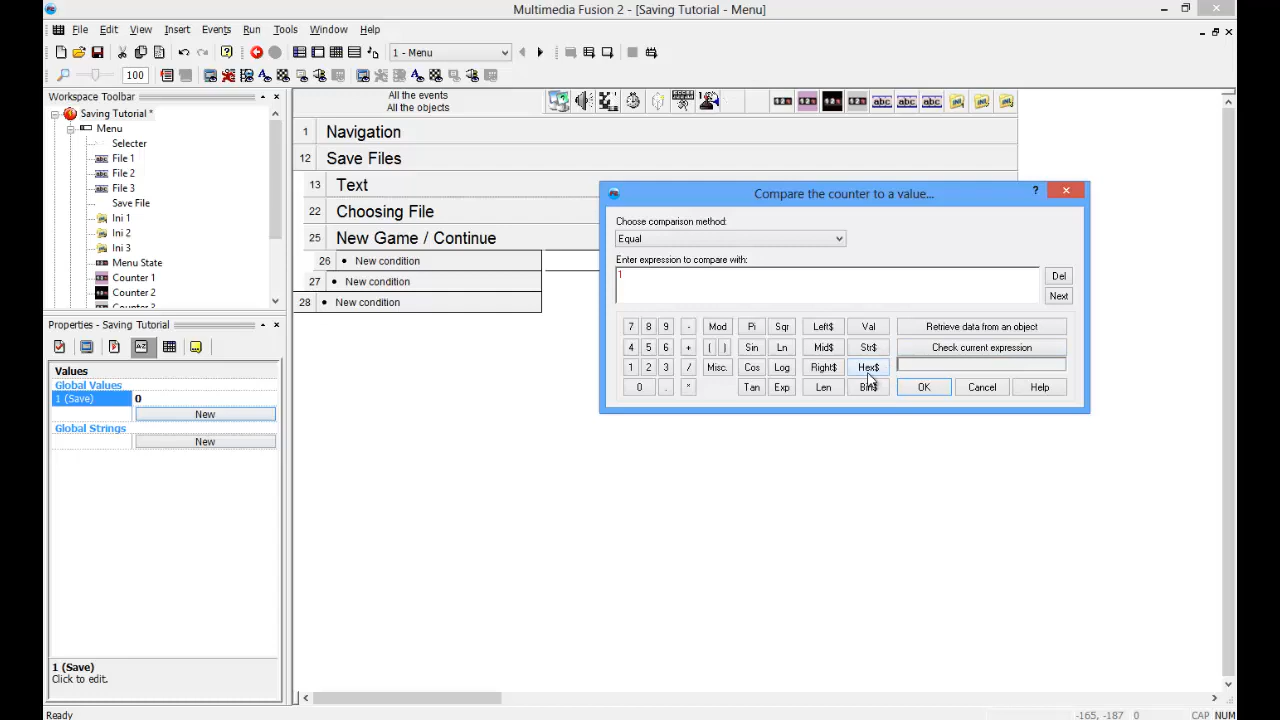 Multimedia Fusion 2 - [Saving Tutorial - Menu]
File Edit View Insert Events Run Tools Window Help
1 - Menu
100
Workspace Toolbar
Saving Tutorial *
Menu
Selecter
File 1
File 2
File 3
Save File
Ini 1
Ini 2
Ini 3
Menu State
Counter 1
Counter 2
Properties - Saving Tutorial
Values
Global Values
1 (Save) 0
New
Global Strings
New
1 (Save)
Click to edit.
All the events
All the objects
1 Navigation
12 Save Files
13 Text
22 Choosing File
25 New Game / Continue
26 • New condition
27 • New condition
28 • New condition
Compare the counter to a value...
Choose comparison method:
Equal
Enter expression to compare with:
1
Del
Next
7 8 9 - Mod Pi Sqr Left$ Val Retrieve data from an object
4 5 6 + ( ) Sin Ln Mid$ Str$ Check current expression
1 2 3 / Misc. Cos Log Right$ Hex$
0 . * Tan Exp Len Bin$ OK Cancel Help
Ready
-165, -187 0 CAP NUM